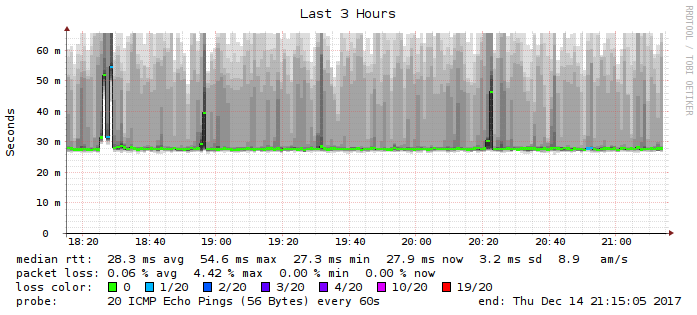 Last 3 Hours
RRDTOOL / TOBI OETIKER
Seconds
60 m
50 m
40 m
30 m
20 m
10 m
0
18:20 18:40 19:00 19:20 19:40 20:00 20:20 20:40 21:00
median rtt: 28.3 ms avg 54.6 ms max 27.3 ms min 27.9 ms now 3.2 ms sd 8.9 am/s
packet loss: 0.06 % avg 4.42 % max 0.00 % min 0.00 % now
loss color: 0 1/20 2/20 3/20 4/20 10/20 19/20
probe: 20 ICMP Echo Pings (56 Bytes) every 60s end: Thu Dec 14 21:15:05 2017